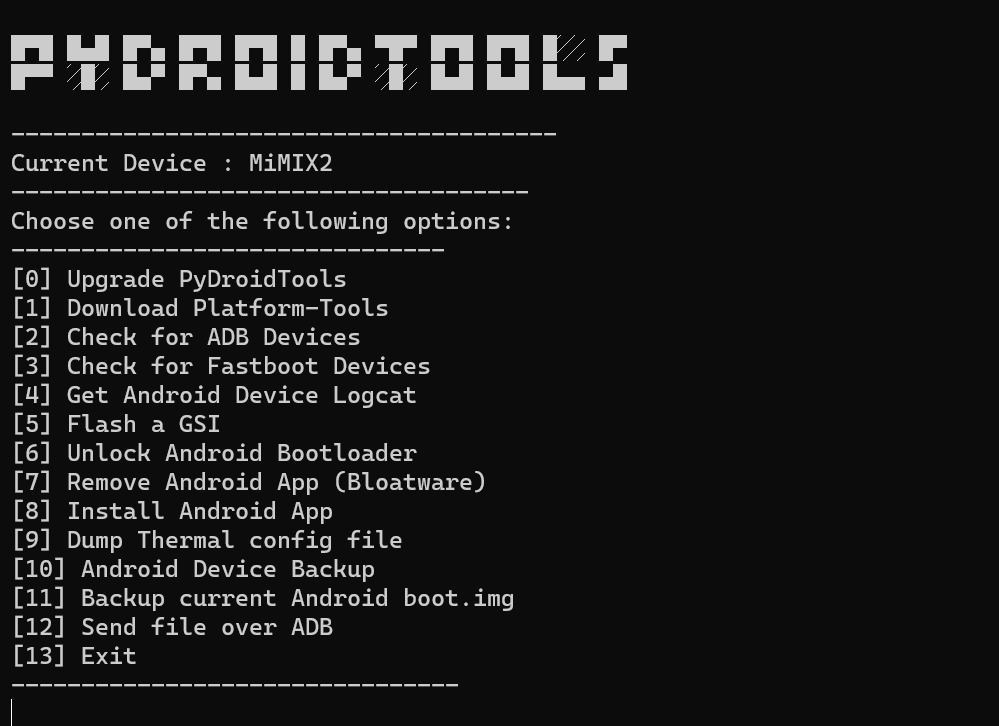 PYDROIDTOOLS
---------------------------------------
Current Device : MiMIX2
-------------------------------------
Choose one of the following options:
-------------------------------
[0] Upgrade PyDroidTools
[1] Download Platform-Tools
[2] Check for ADB Devices
[3] Check for Fastboot Devices
[4] Get Android Device Logcat
[5] Flash a GSI
[6] Unlock Android Bootloader
[7] Remove Android App (Bloatware)
[8] Install Android App
[9] Dump Thermal config file
[10] Android Device Backup
[11] Backup current Android boot.img
[12] Send file over ADB
[13] Exit
--------------------------------